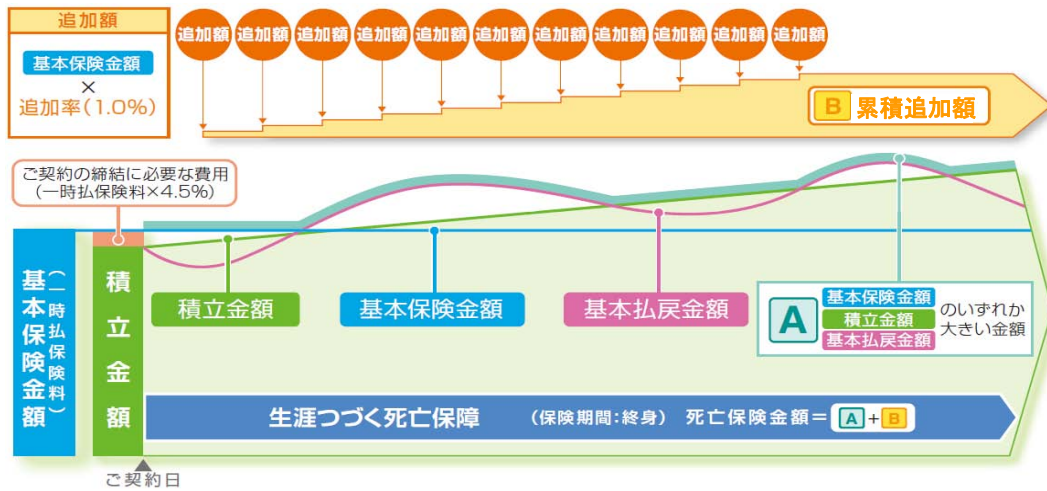 追加額
基本保険金額
×
追加率(1.0%)
追加額 追加額 追加額 追加額 追加額 追加額 追加額 追加額 追加額 追加額 追加額
B 累積追加額
ご契約の締結に必要な費用
(一時払保険料×4.5%)
基本保険金額
(一時払保険料)
積立金額
積立金額
基本保険金額
基本払戻金額
A
基本保険金額
積立金額
基本払戻金額
のいずれか
大きい金額
生涯つづく死亡保障 (保険期間:終身) 死亡保険金額=A+B
ご契約日